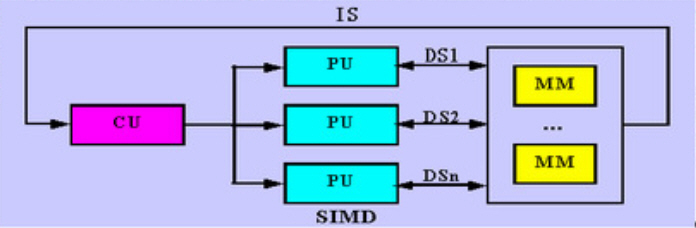 IS
PU DS1
MM
CU PU DS2
...
MM
PU DSn
SIMD